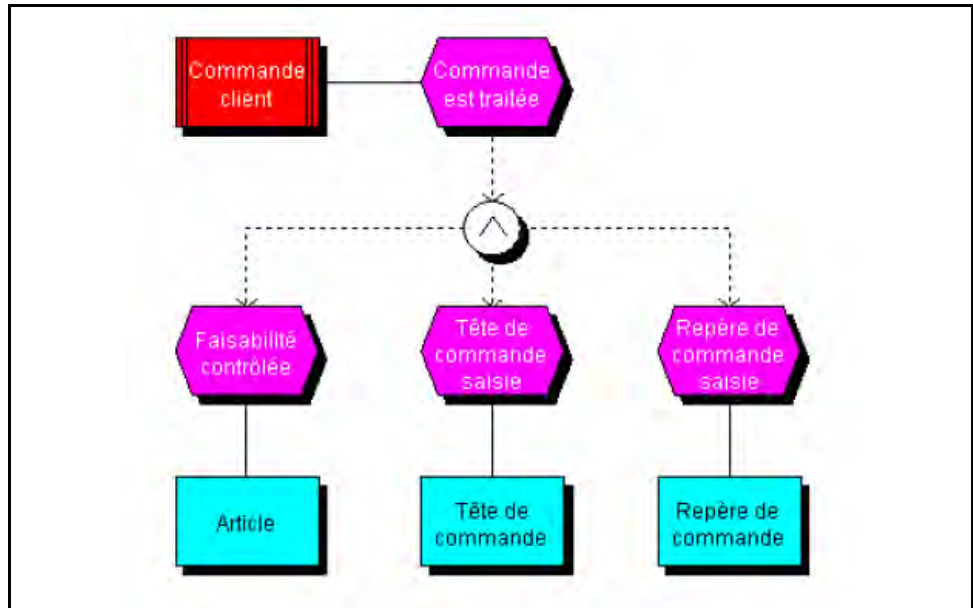 Commande
client
Commande
est traitée
Faisabilité
contrôlée
Tête de
commande
saisie
Repère de
commande
saisie
Article
Tête de
commande
Repère de
commande